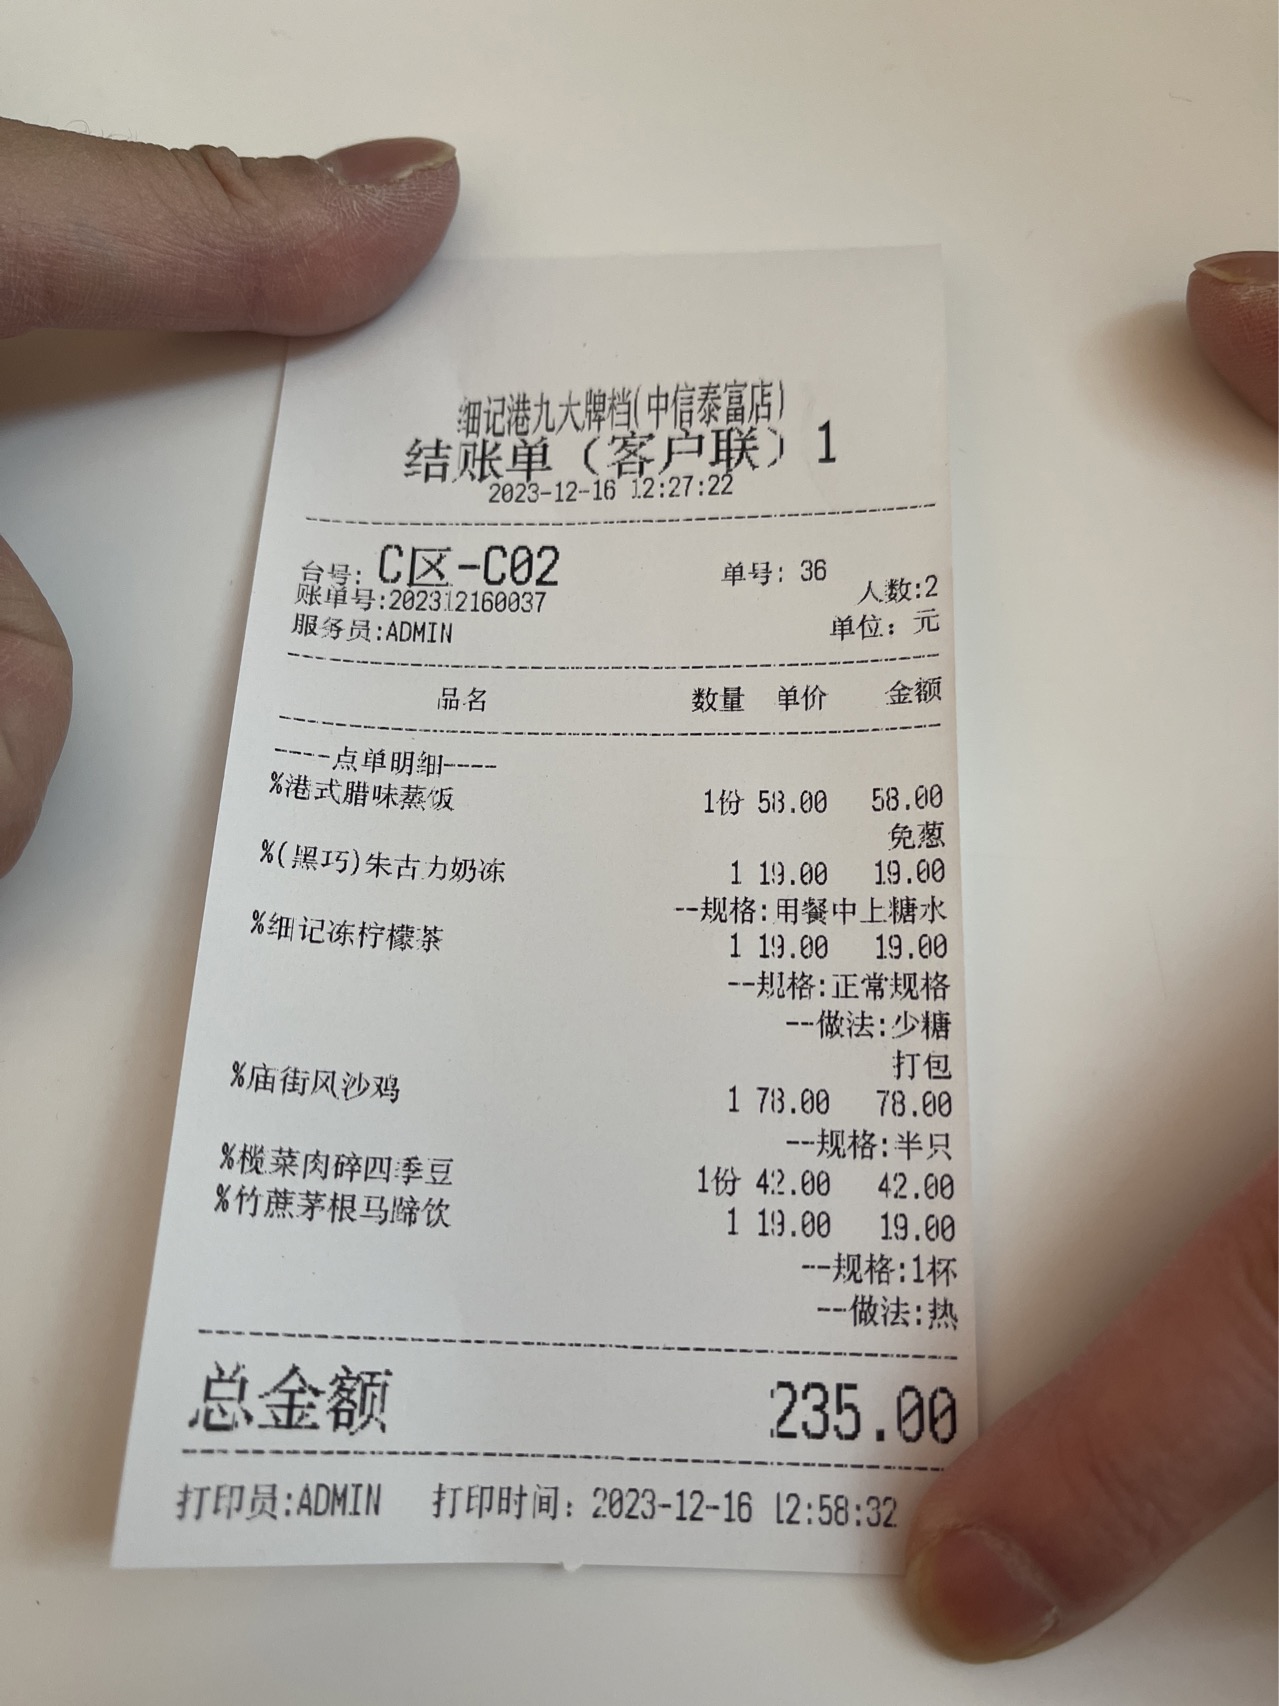 细记港九大牌档(中信泰富店)
结账单（客户联）1
2023-12-16 12:27:22
台号: C区-C02 单号: 36
账单号:202312160037 人数:2
服务员:ADMIN 单位: 元
品名 数量 单价 金额
----点单明细----
%港式腊味蒸饭 1份 58.00 58.00
免葱
%(黑巧)朱古力奶冻 1 19.00 19.00
--规格:用餐中上糖水
%细记冻柠檬茶 1 19.00 19.00
--规格:正常规格
--做法:少糖
打包
%庙街风沙鸡 1 78.00 78.00
--规格:半只
%榄菜肉碎四季豆 1份 42.00 42.00
%竹蔗茅根马蹄饮 1 19.00 19.00
--规格:1杯
--做法:热
总金额 235.00
打印员:ADMIN 打印时间: 2023-12-16 12:58:32